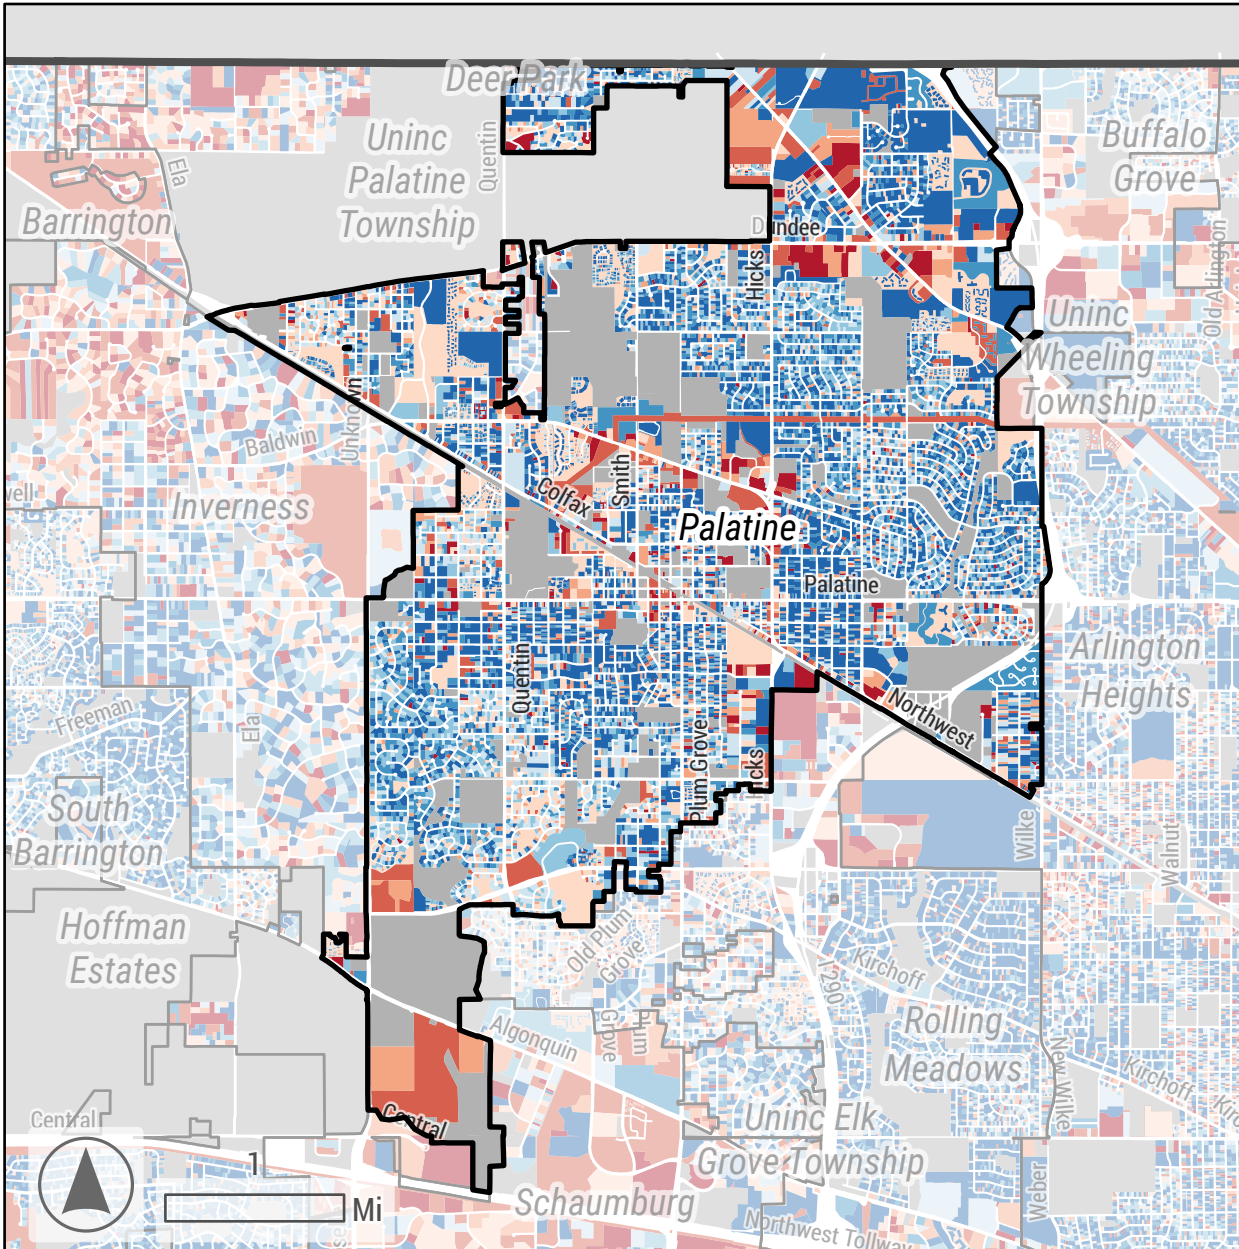 Deer Park
Uninc
Palatine
Township
Quentin
Buffalo
Grove
Ela
Barrington
Dundee
Hicks
Old Arlington
Uninc
Wheeling
Township
Unknown
Baldwin
Inverness
Smith
Colfax
Palatine
Palatine
Arlington
Heights
Quentin
Freeman
Ela
Northwest
Plum Grove
Hicks
South
Barrington
Wilke
Walnut
Hoffman
Estates
Old Plum
Grove
I 290
Kirchoff
Rolling
Meadows
Algonquin
Plum
Grove
New Wilke
Kirchoff
Central
Central
Uninc Elk
Grove Township
Weber
1
Mi
Schaumburg
Northwest Tollway